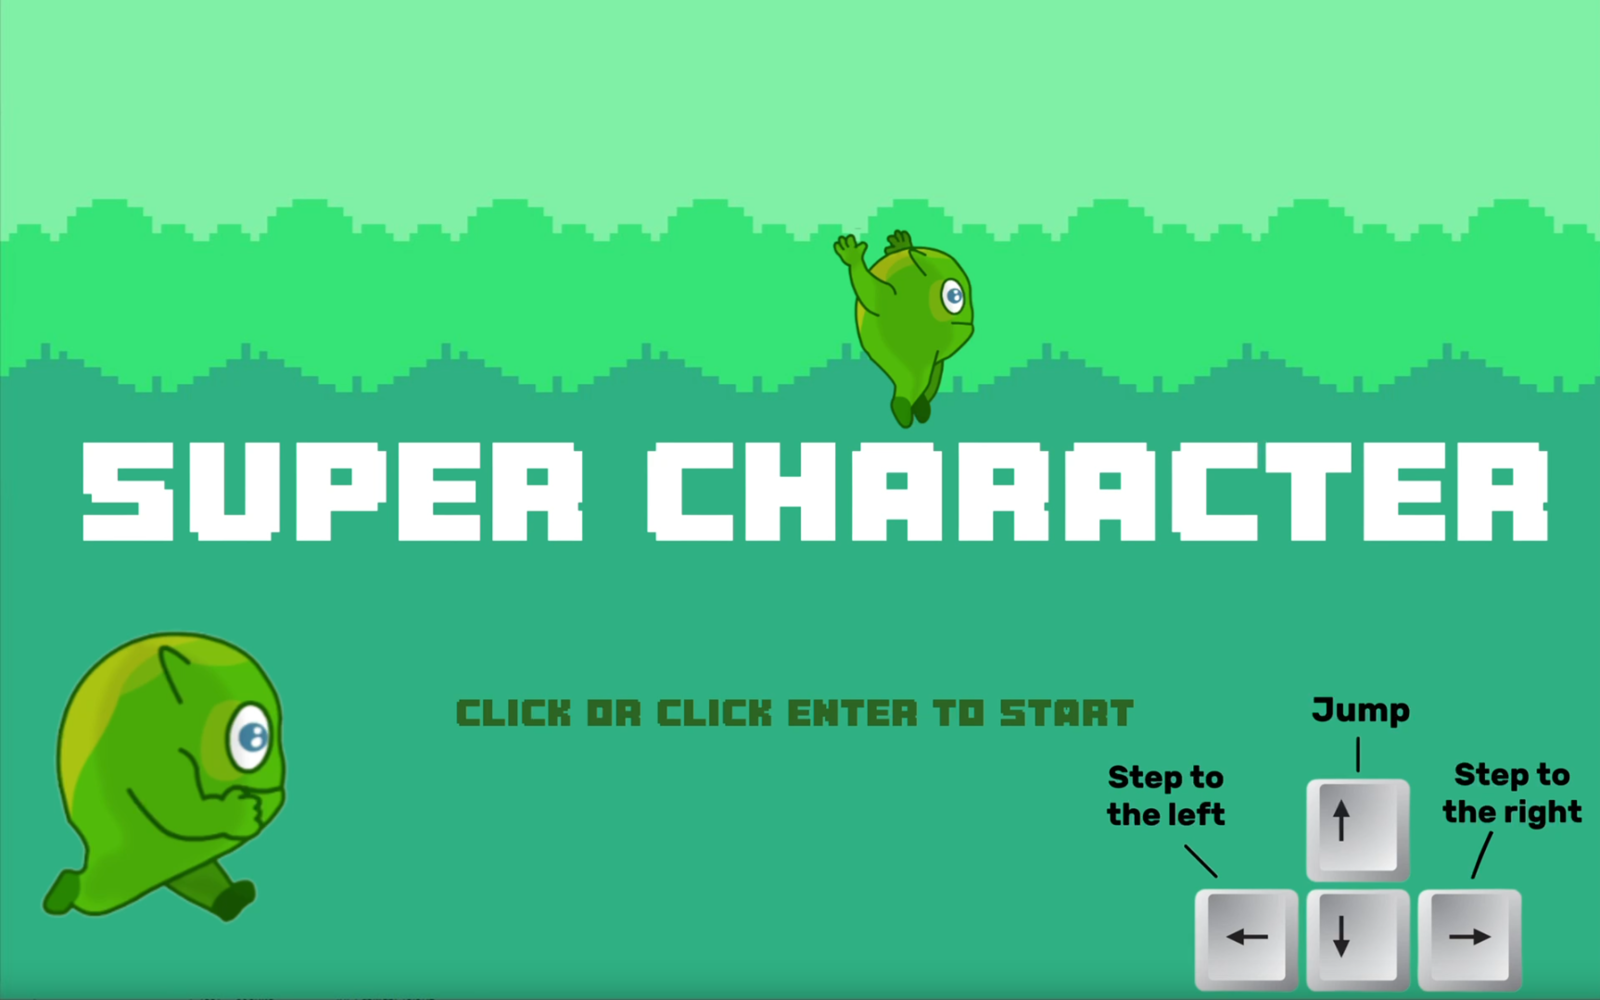 SUPER CHARACTER
CLICK OR CLICK ENTER TO START
Jump
Step to
the left
Step to
the right